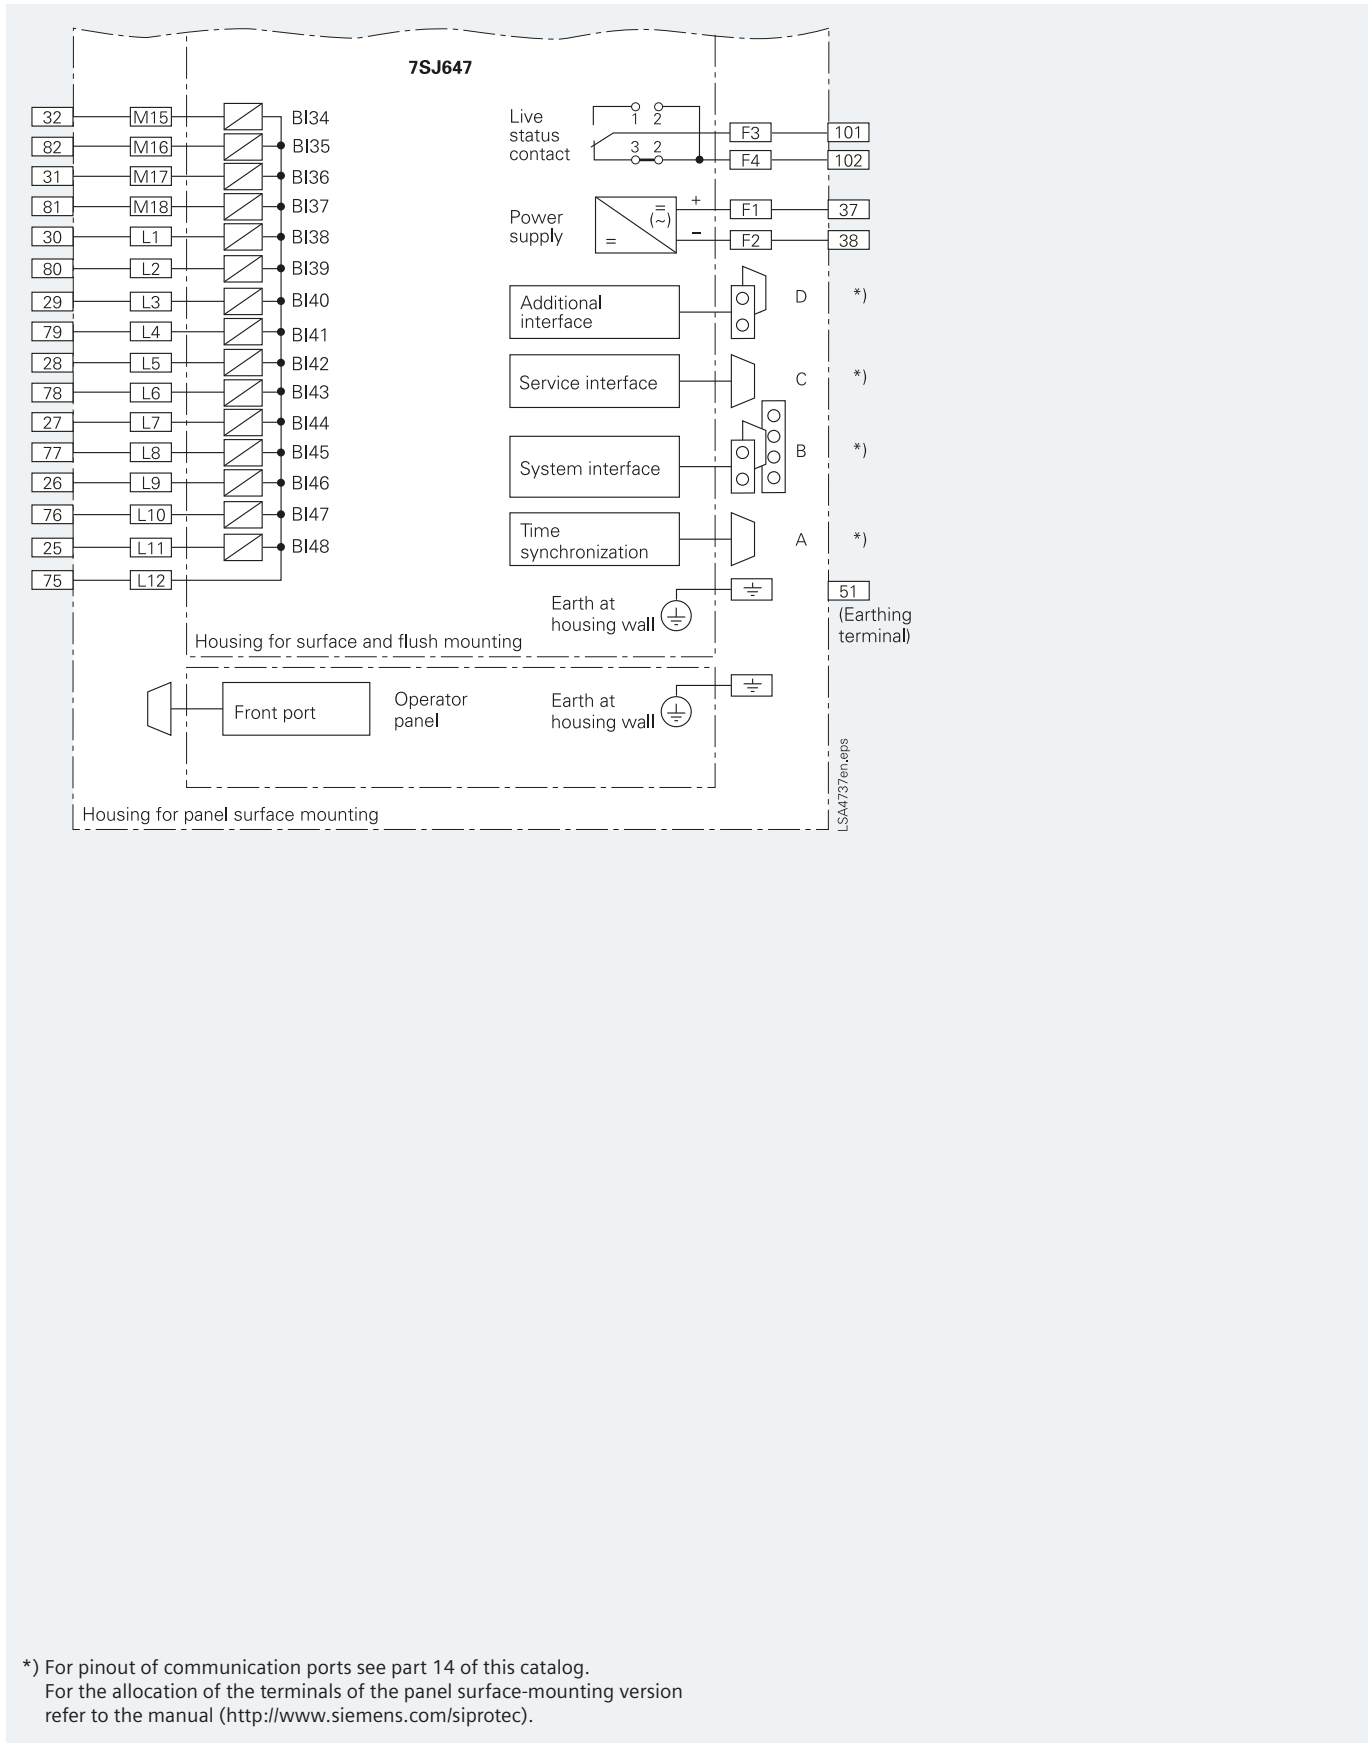 7SJ647
32 M15 BI34
82 M16 BI35
31 M17 BI36
81 M18 BI37
30 L1 BI38
80 L2 BI39
29 L3 BI40
79 L4 BI41
28 L5 BI42
78 L6 BI43
27 L7 BI44
77 L8 BI45
26 L9 BI46
76 L10 BI47
25 L11 BI48
75 L12
Live
status
contact
1 2
3 2
F3 101
F4 102
Power
supply
=
(~)
=
+ F1 37
– F2 38
Additional
interface
D *)
Service interface
C *)
System interface
B *)
Time
synchronization
A *)
Earth at
housing wall
51
(Earthing
terminal)
Housing for surface and flush mounting
Front port
Operator
panel
Earth at
housing wall
Housing for panel surface mounting
LSA4737en.eps
*) For pinout of communication ports see part 14 of this catalog.
For the allocation of the terminals of the panel surface-mounting version
refer to the manual (http://www.siemens.com/siprotec).